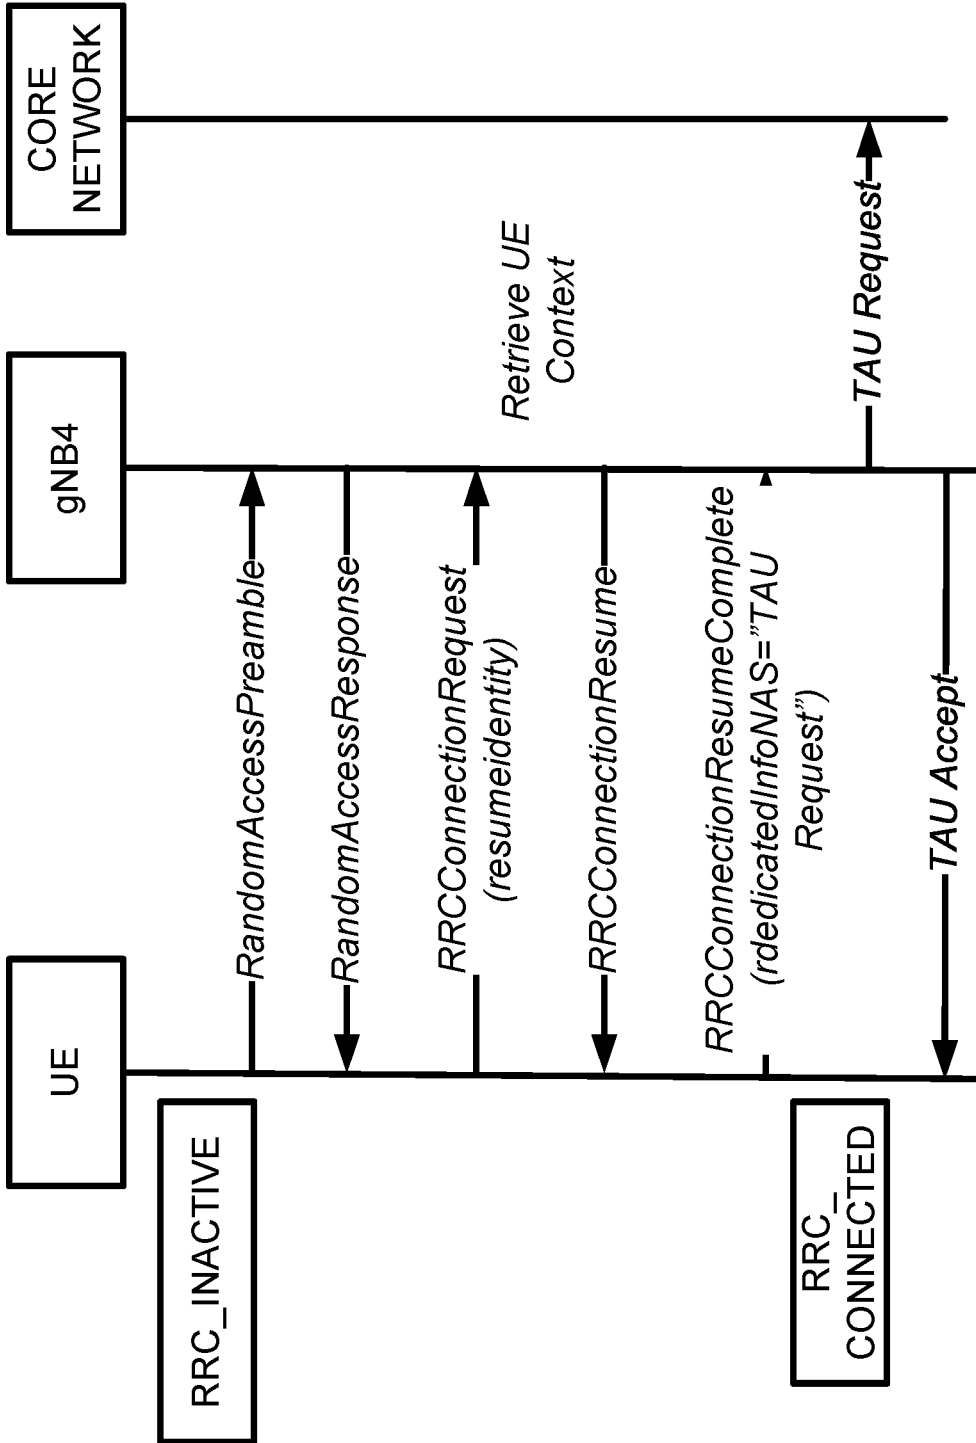 UE
gNB4
CORE
NETWORK
RRC_INACTIVE
RandomAccessPreamble
RandomAccessResponse
RRCConnectionRequest
(resumeidentity)
Retrieve UE
Context
RRCConnectionResume
RRCConnectionResumeComplete
(rdedicatedInfoNAS="TAU
Request")
RRC_
CONNECTED
TAU Request
TAU Accept